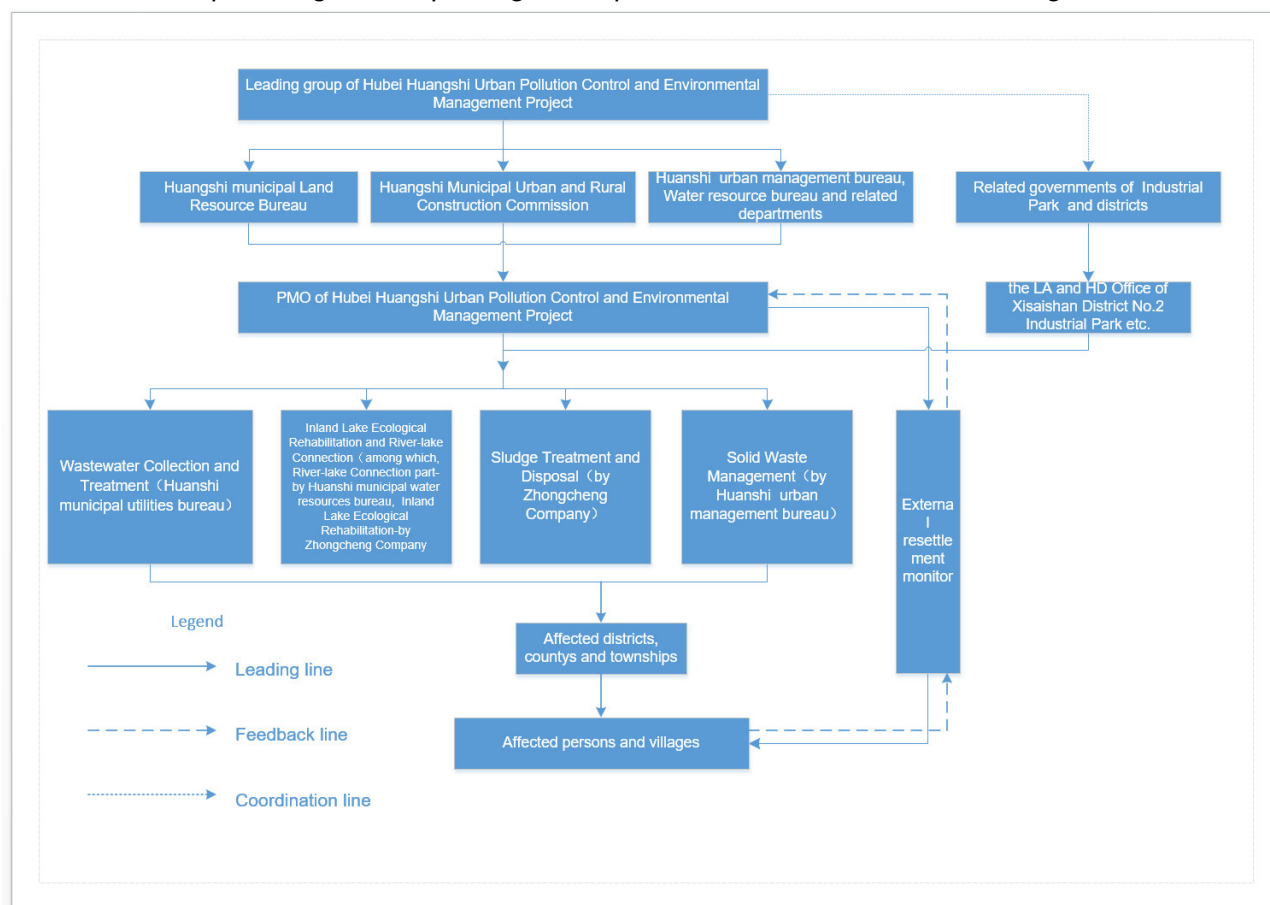 Leading group of Hubei Huangshi Urban Pollution Control and Environmental
Management Project
Huangshi municipal Land
Resource Bureau
Huangshi Municipal Urban and Rural
Construction Commission
Huanshi urban management bureau,
Water resource bureau and related
departments
Related governments of Industrial
Park and districts
PMO of Hubei Huangshi Urban Pollution Control and Environmental
Management Project
the LA and HD Office of
Xisaishan District No.2
Industrial Park etc.
Wastewater Collection and
Treatment（Huanshi
municipal utilities bureau）
Inland Lake Ecological
Rehabilitation and River-lake
Connection（among which,
River-lake Connection part-
by Huanshi municipal water
resources bureau, Inland
Lake Ecological
Rehabilitation-by
Zhongcheng Company
Sludge Treatment and
Disposal（by
Zhongcheng
Company）
Solid Waste
Management（by
Huanshi urban
management bureau）
Externa
l
resettle
ment
monitor
Affected districts,
countys and townships
Affected persons and villages
Legend
Leading line
Feedback line
Coordination line